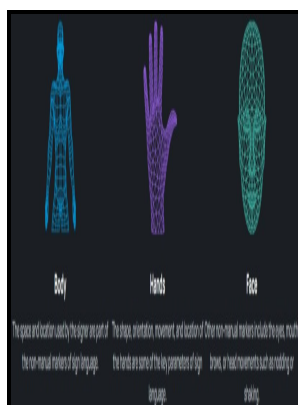 Body
The space and location used by the signer are part of
the non-manual markers of sign language.
Hands
The shape, orientation, movement, and location of
the hands are some of the key parameters of sign
language.
Face
Other non-manual markers include the eyes, mouth,
brows, or head movements such as nodding or
shaking.